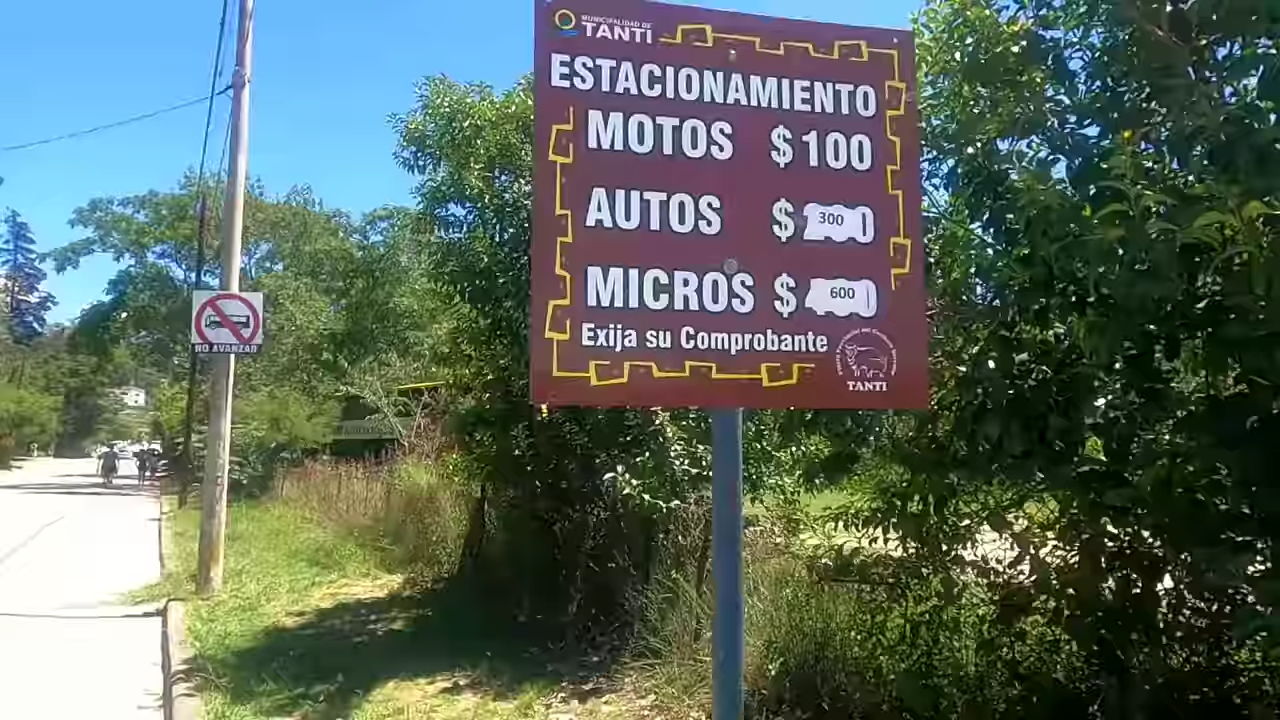 MUNICIPALIDAD DE
TANTI
ESTACIONAMIENTO
MOTOS $100
AUTOS $ 300
MICROS $ 600
Exija su Comprobante
TANTI
NO AVANZAR